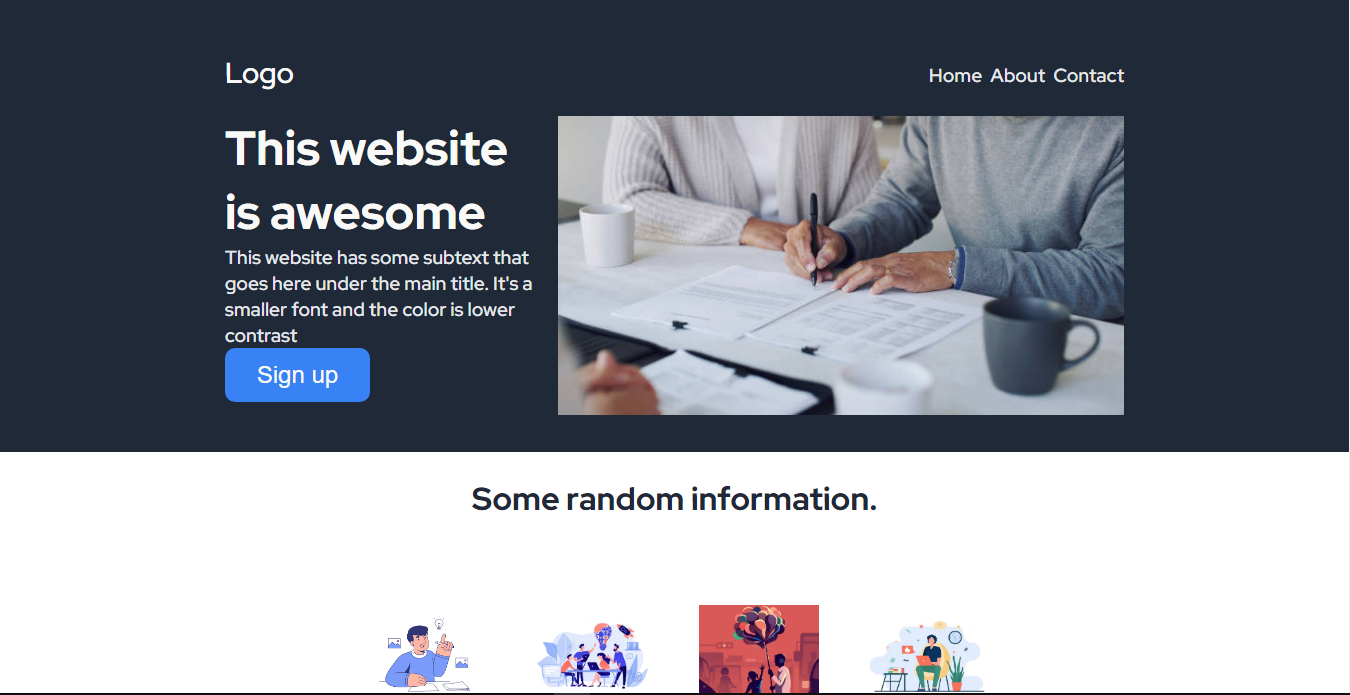 Logo
Home About Contact
This website
is awesome
This website has some subtext that
goes here under the main title. It's a
smaller font and the color is lower
contrast
Sign up
Some random information.